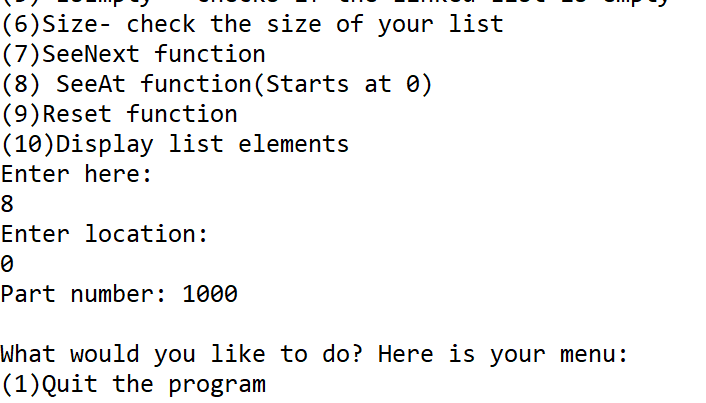 (6)Size- check the size of your list
(7)SeeNext function
(8) SeeAt function(Starts at 0)
(9)Reset function
(10)Display list elements
Enter here:
8
Enter location:
0
Part number: 1000
What would you like to do? Here is your menu:
(1)Quit the program